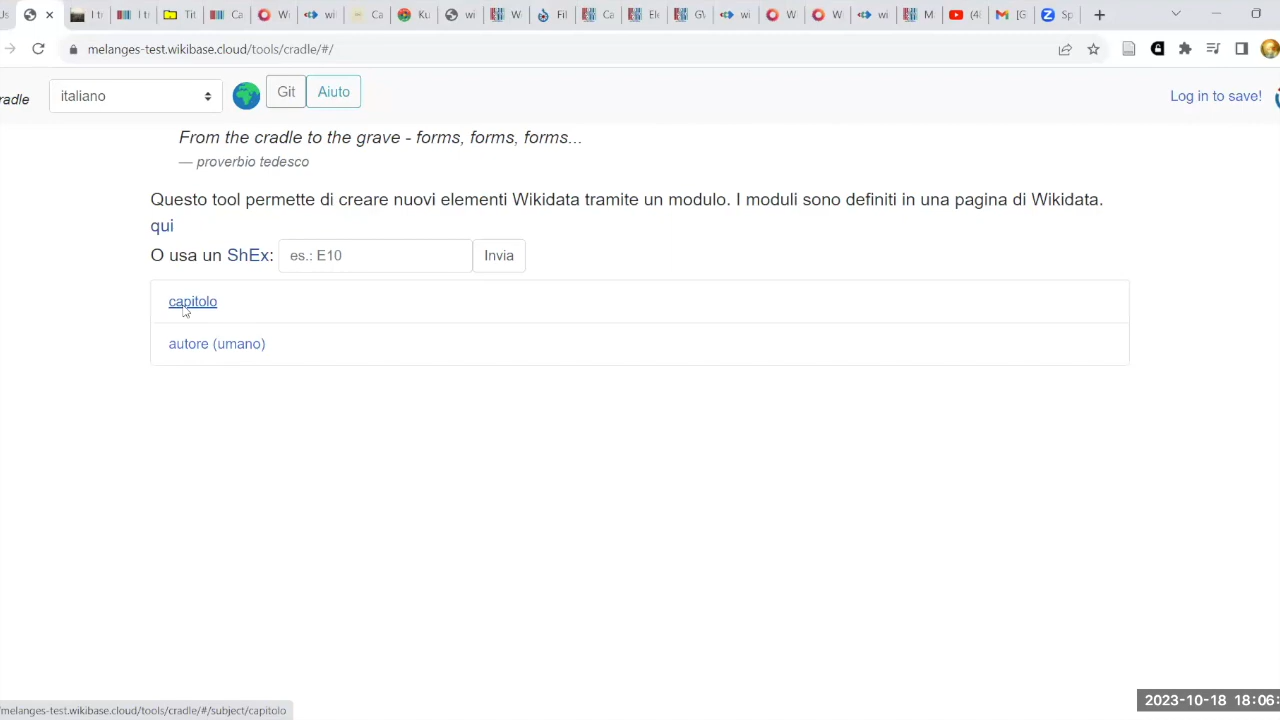 melanges-test.wikibase.cloud/tools/cradle/#/
radle
italiano
Git
Aiuto
Log in to save!
From the cradle to the grave - forms, forms, forms...
— proverbio tedesco
Questo tool permette di creare nuovi elementi Wikidata tramite un modulo. I moduli sono definiti in una pagina di Wikidata.
qui
O usa un ShEx:
es.: E10
Invia
capitolo
autore (umano)
/melanges-test.wikibase.cloud/tools/cradle/#/subject/capitolo
2023-10-18 18:06: